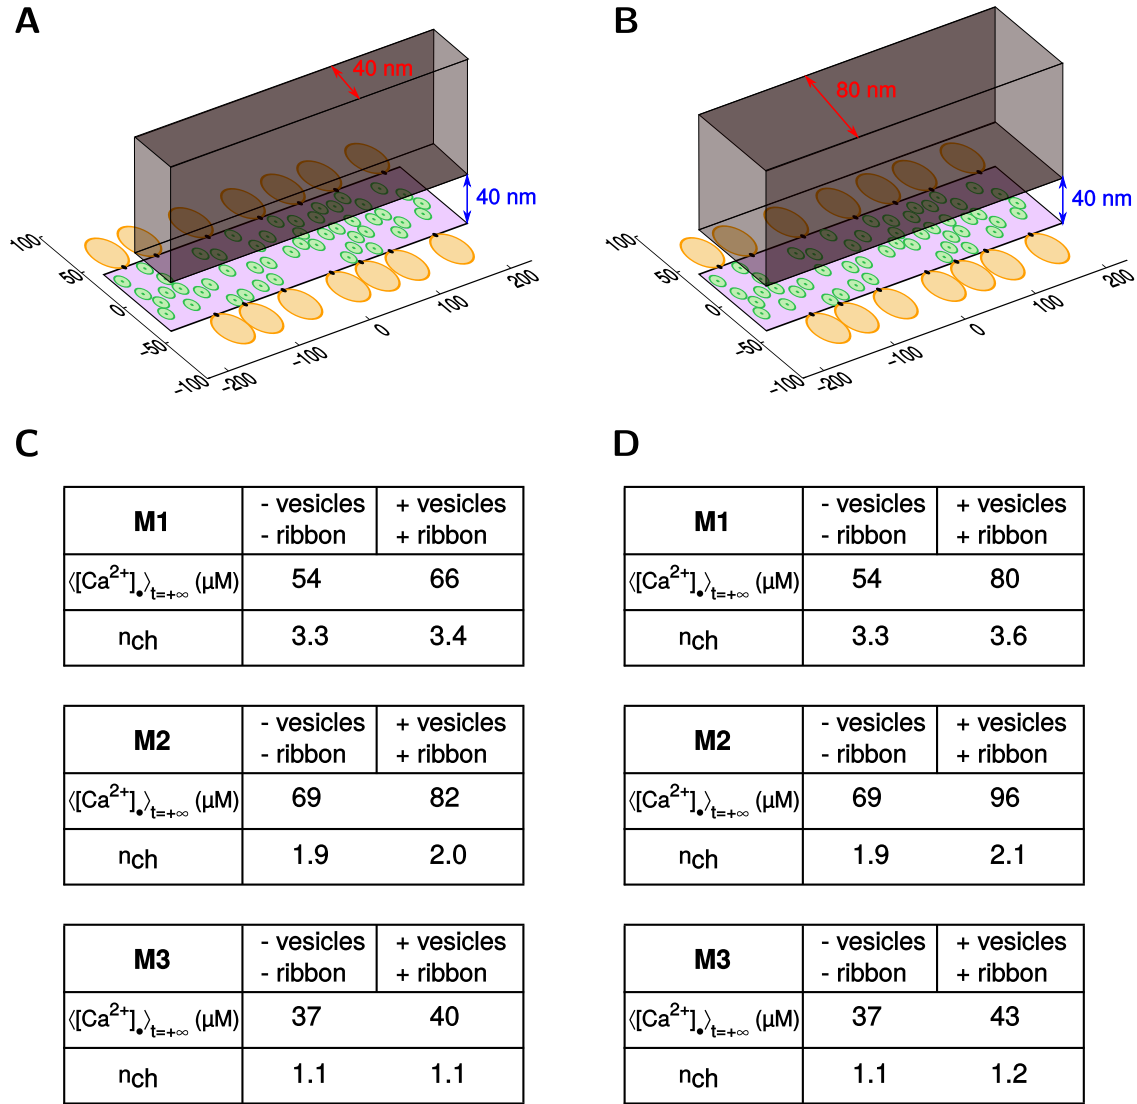 A
B
40 nm
80 nm
40 nm
40 nm
100
50
0
−50
−100
−200
−100
0
100
200
100
50
0
−50
−100
−200
−100
0
100
200
C
D
M1
- vesicles
- ribbon
+ vesicles
+ ribbon
⟨[Ca²⁺]•⟩t=+∞ (μM)
54
66
nch
3.3
3.4
M2
- vesicles
- ribbon
+ vesicles
+ ribbon
⟨[Ca²⁺]•⟩t=+∞ (μM)
69
82
nch
1.9
2.0
M3
- vesicles
- ribbon
+ vesicles
+ ribbon
⟨[Ca²⁺]•⟩t=+∞ (μM)
37
40
nch
1.1
1.1
M1
- vesicles
- ribbon
+ vesicles
+ ribbon
⟨[Ca²⁺]•⟩t=+∞ (μM)
54
80
nch
3.3
3.6
M2
- vesicles
- ribbon
+ vesicles
+ ribbon
⟨[Ca²⁺]•⟩t=+∞ (μM)
69
96
nch
1.9
2.1
M3
- vesicles
- ribbon
+ vesicles
+ ribbon
⟨[Ca²⁺]•⟩t=+∞ (μM)
37
43
nch
1.1
1.2